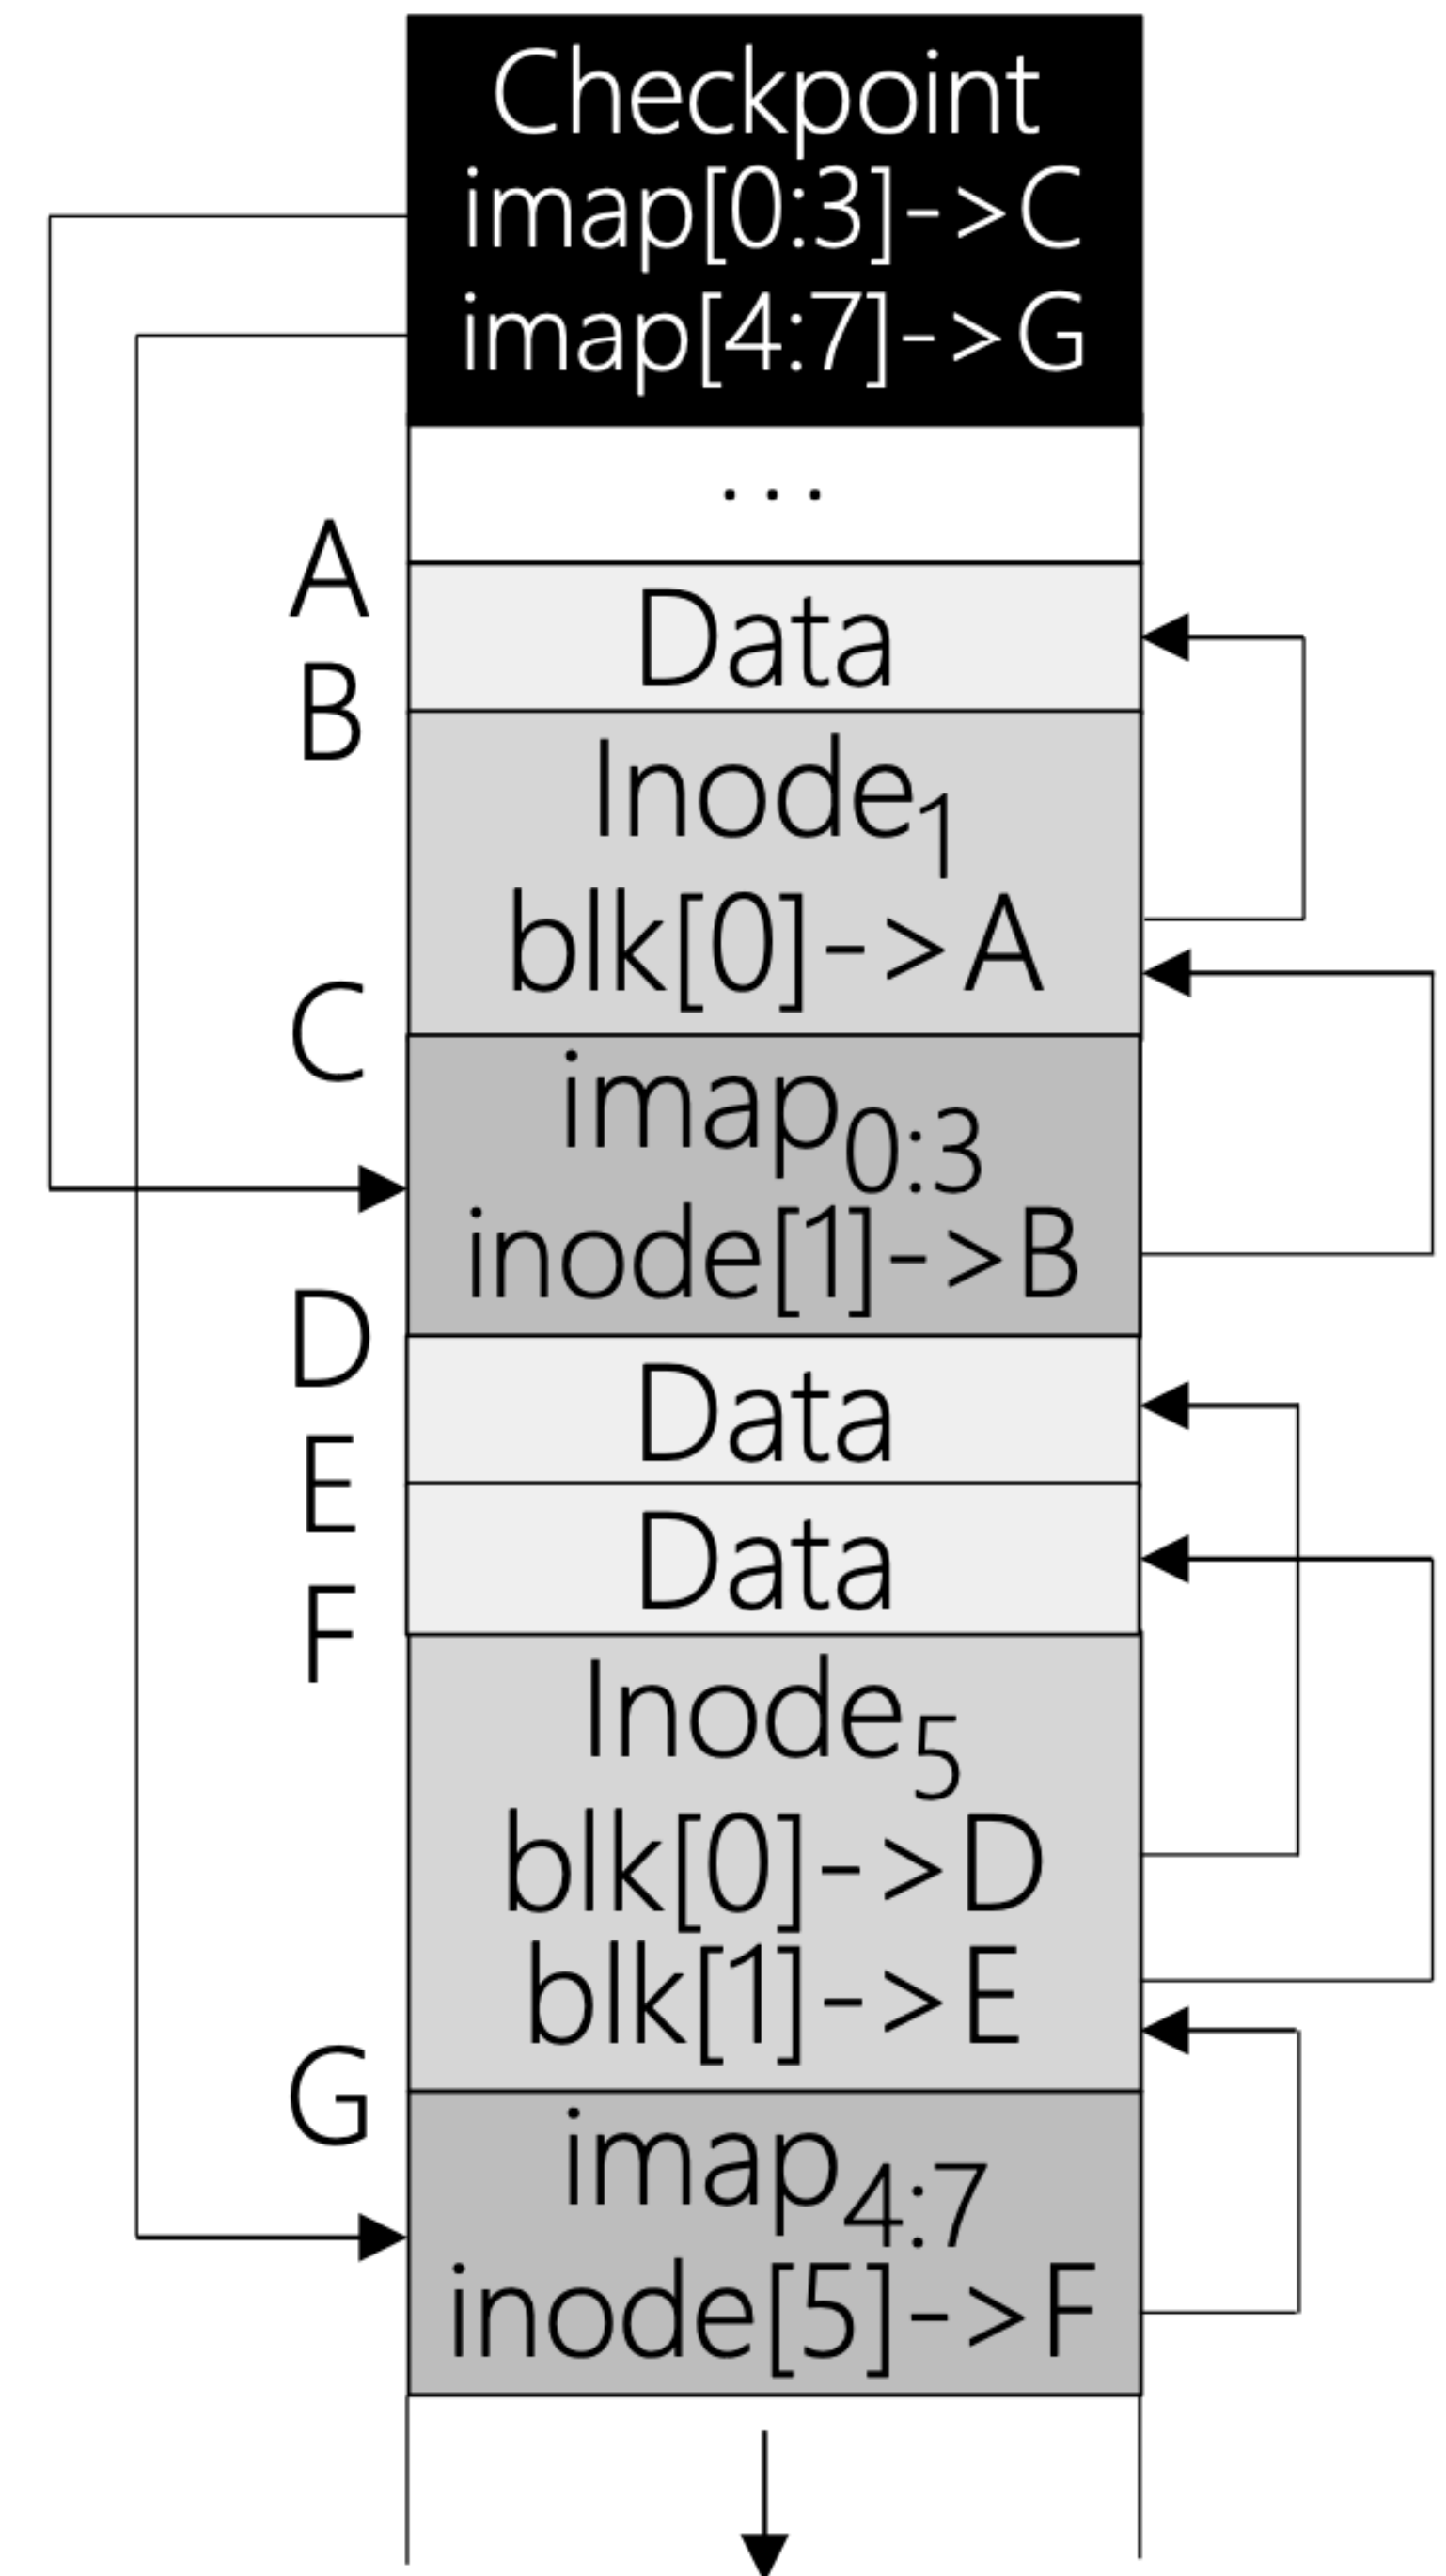 Checkpoint
imap[0:3]->C
imap[4:7]->G
...
A
Data
B
Inode1
blk[0]->A
C
imap0:3
inode[1]->B
D
Data
E
Data
F
Inode5
blk[0]->D
blk[1]->E
G
imap4:7
inode[5]->F